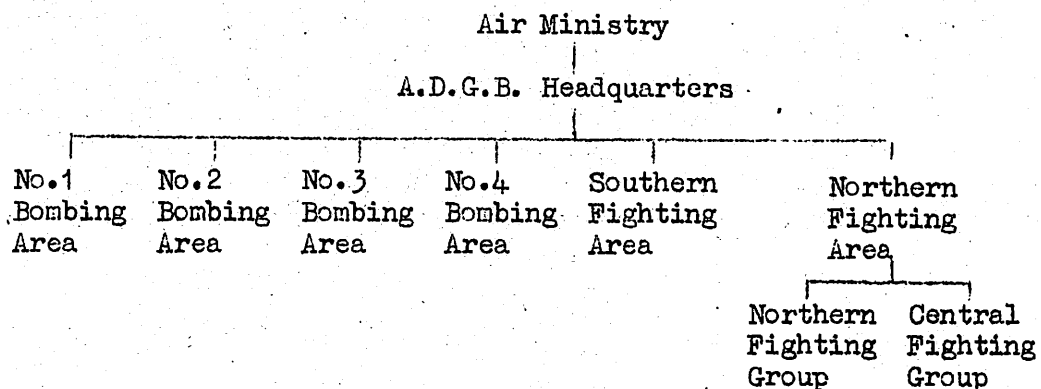 Air Ministry
A.D.G.B. Headquarters
No.1 No.2 No.3 No.4 Southern Northern
Bombing Bombing Bombing Bombing Fighting Fighting
Area Area Area Area Area Area
Northern Central
Fighting Fighting
Group Group